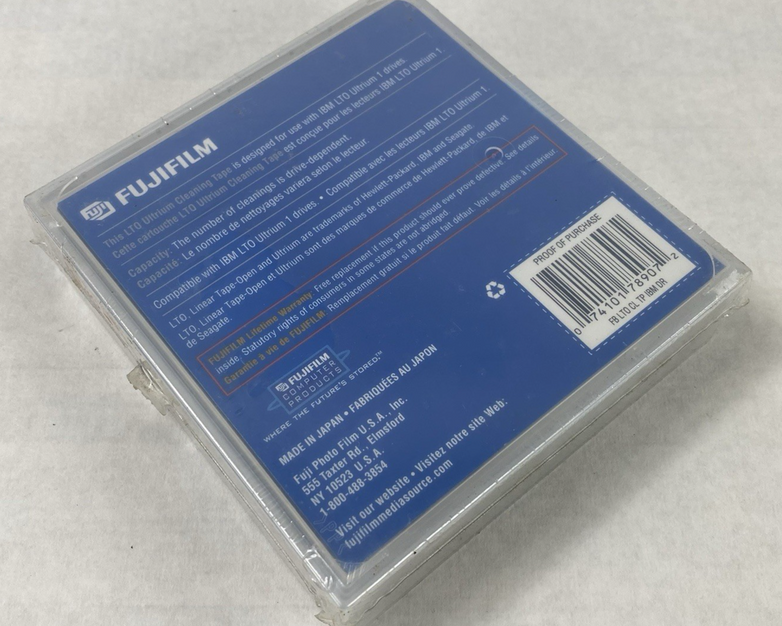 FUJIFILM
This LTO Ultrium Cleaning Tape is designed for use with IBM LTO Ultrium 1 drives.
Cette cartouche LTO Ultrium Cleaning Tape est conçue pour les lecteurs IBM LTO Ultrium 1
Capacity: The number of cleanings is drive-dependent.
Capacité: Le nombre de nettoyages variera selon le lecteur.
Compatible with IBM LTO Ultrium 1 drives • Compatible avec les lecteurs IBM LTO Ultrium 1
LTO, Linear Tape-Open and Ultrium are trademarks of Hewlett-Packard, IBM and Seagate.
LTO, Linear Tape-Open et Ultrium sont des marques de commerce de Hewlett-Packard, de IBM et
de Seagate.
FUJIFILM Lifetime Warranty. Free replacement if this product should ever prove defective. See details
inside. Statutory rights of consumers in some states are not abridged.
Garantie à vie de FUJIFILM. Remplacement gratuit si le produit fait défaut. Voir les détails à l'intérieur.
FUJIFILM
COMPUTER
PRODUCTS
WHERE THE FUTURE'S STORED™
MADE IN JAPAN • FABRIQUÉES AU JAPON
Fuji Photo Film U.S.A., Inc.
555 Taxter Rd., Elmsford
NY 10523 U.S.A.
1-800-488-3854
Visit our website • Visitez notre site Web:
fujifilmmediasource.com
PROOF OF PURCHASE
0 74101 78907 2
FB LTO CL TP IBM OR